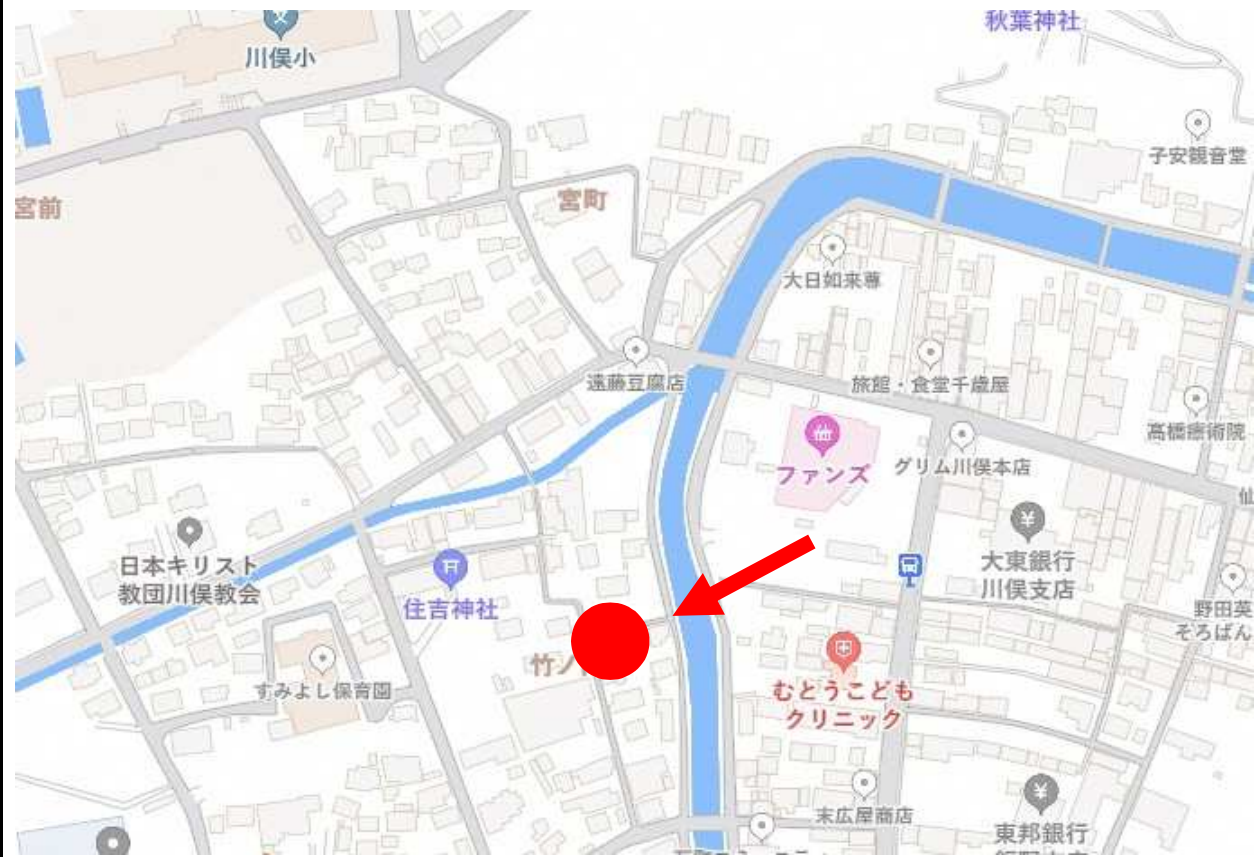 川俣小
秋葉神社
子安観音堂
宮前
宮町
大日如来尊
遠藤豆腐店
旅館・食堂千歳屋
高橋療術院
ファンズ
グリム川俣本店
仙
大東銀行
川俣支店
日本キリスト
教団川俣教会
住吉神社
野田英
そろばん
竹ノ
すみよし保育園
むとうこども
クリニック
末広屋商店
東邦銀行